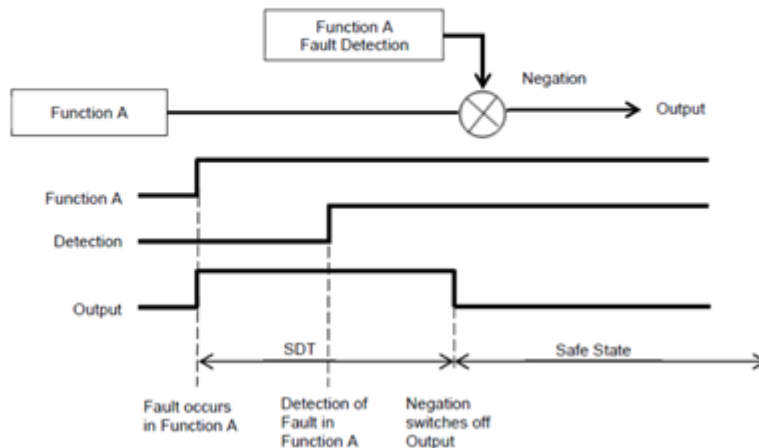 Function A
Fault Detection
Negation
Function A
Output
Function A
Detection
Output
SDT
Safe State
Fault occurs
in Function A
Detection of
Fault in
Function A
Negation
switches off
Output